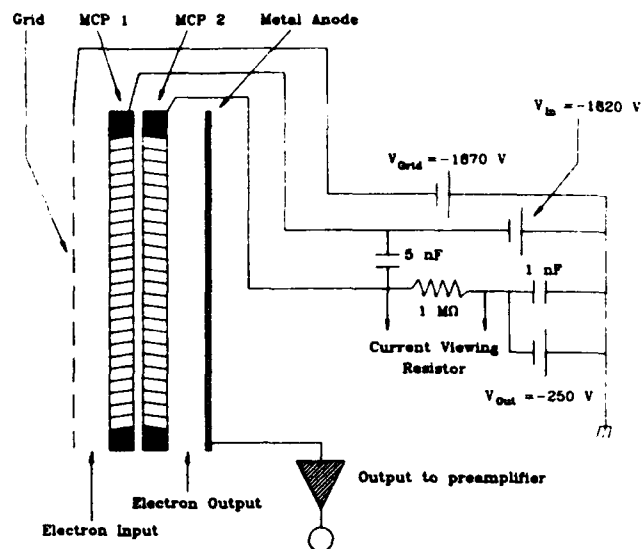 Grid
MCP 1
MCP 2
Metal Anode
V_In = -1820 V
V_Grid = -1870 V
5 nF
1 nF
1 MΩ
Current Viewing
Resistor
V_Out = -250 V
Output to preamplifier
Electron Output
Electron Input